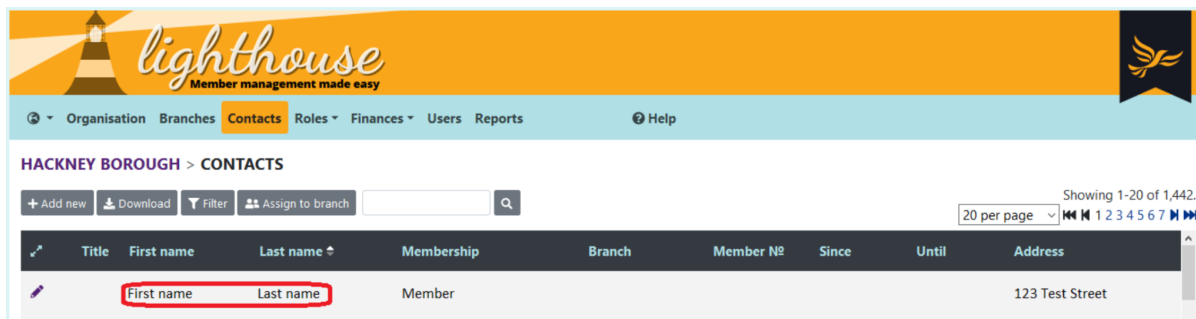 lighthouse
Member management made easy
Organisation Branches Contacts Roles Finances Users Reports Help
HACKNEY BOROUGH > CONTACTS
Add new Download Filter Assign to branch
Showing 1-20 of 1,442.
20 per page 1 2 3 4 5 6 7
Title First name Last name Membership Branch Member Nº Since Until Address
First name Last name Member 123 Test Street